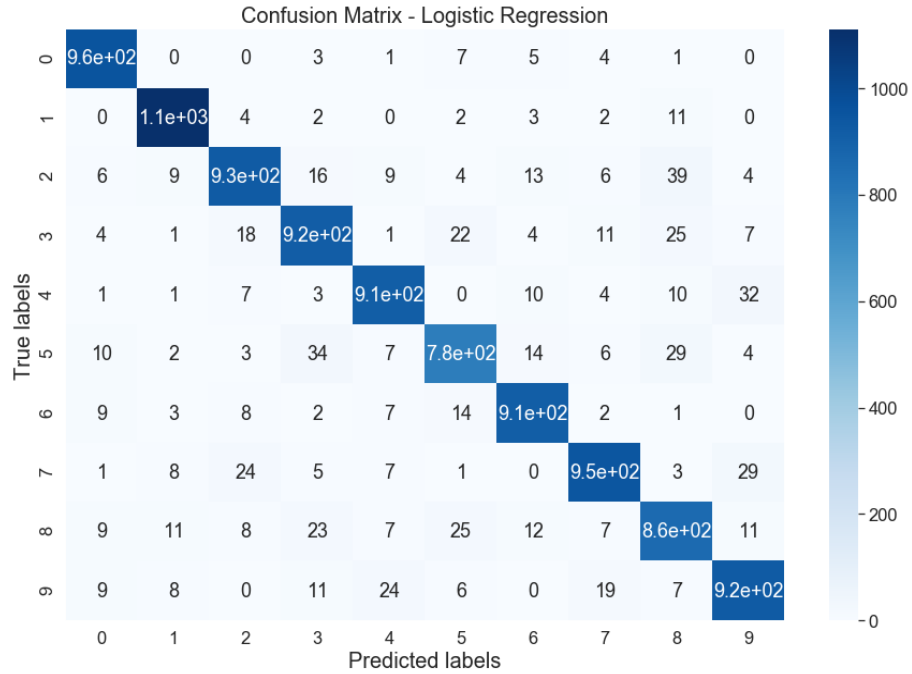 Confusion Matrix - Logistic Regression
0 9.6e+02 0 0 3 1 7 5 4 1 0
1 0 1.1e+03 4 2 0 2 3 2 11 0
2 6 9 9.3e+02 16 9 4 13 6 39 4
3 4 1 18 9.2e+02 1 22 4 11 25 7
4 1 1 7 3 9.1e+02 0 10 4 10 32
5 10 2 3 34 7 7.8e+02 14 6 29 4
6 9 3 8 2 7 14 9.1e+02 2 1 0
7 1 8 24 5 7 1 0 9.5e+02 3 29
8 9 11 8 23 7 25 12 7 8.6e+02 11
9 9 8 0 11 24 6 0 19 7 9.2e+02
0 1 2 3 4 5 6 7 8 9
Predicted labels
True labels
1000
800
600
400
200
0